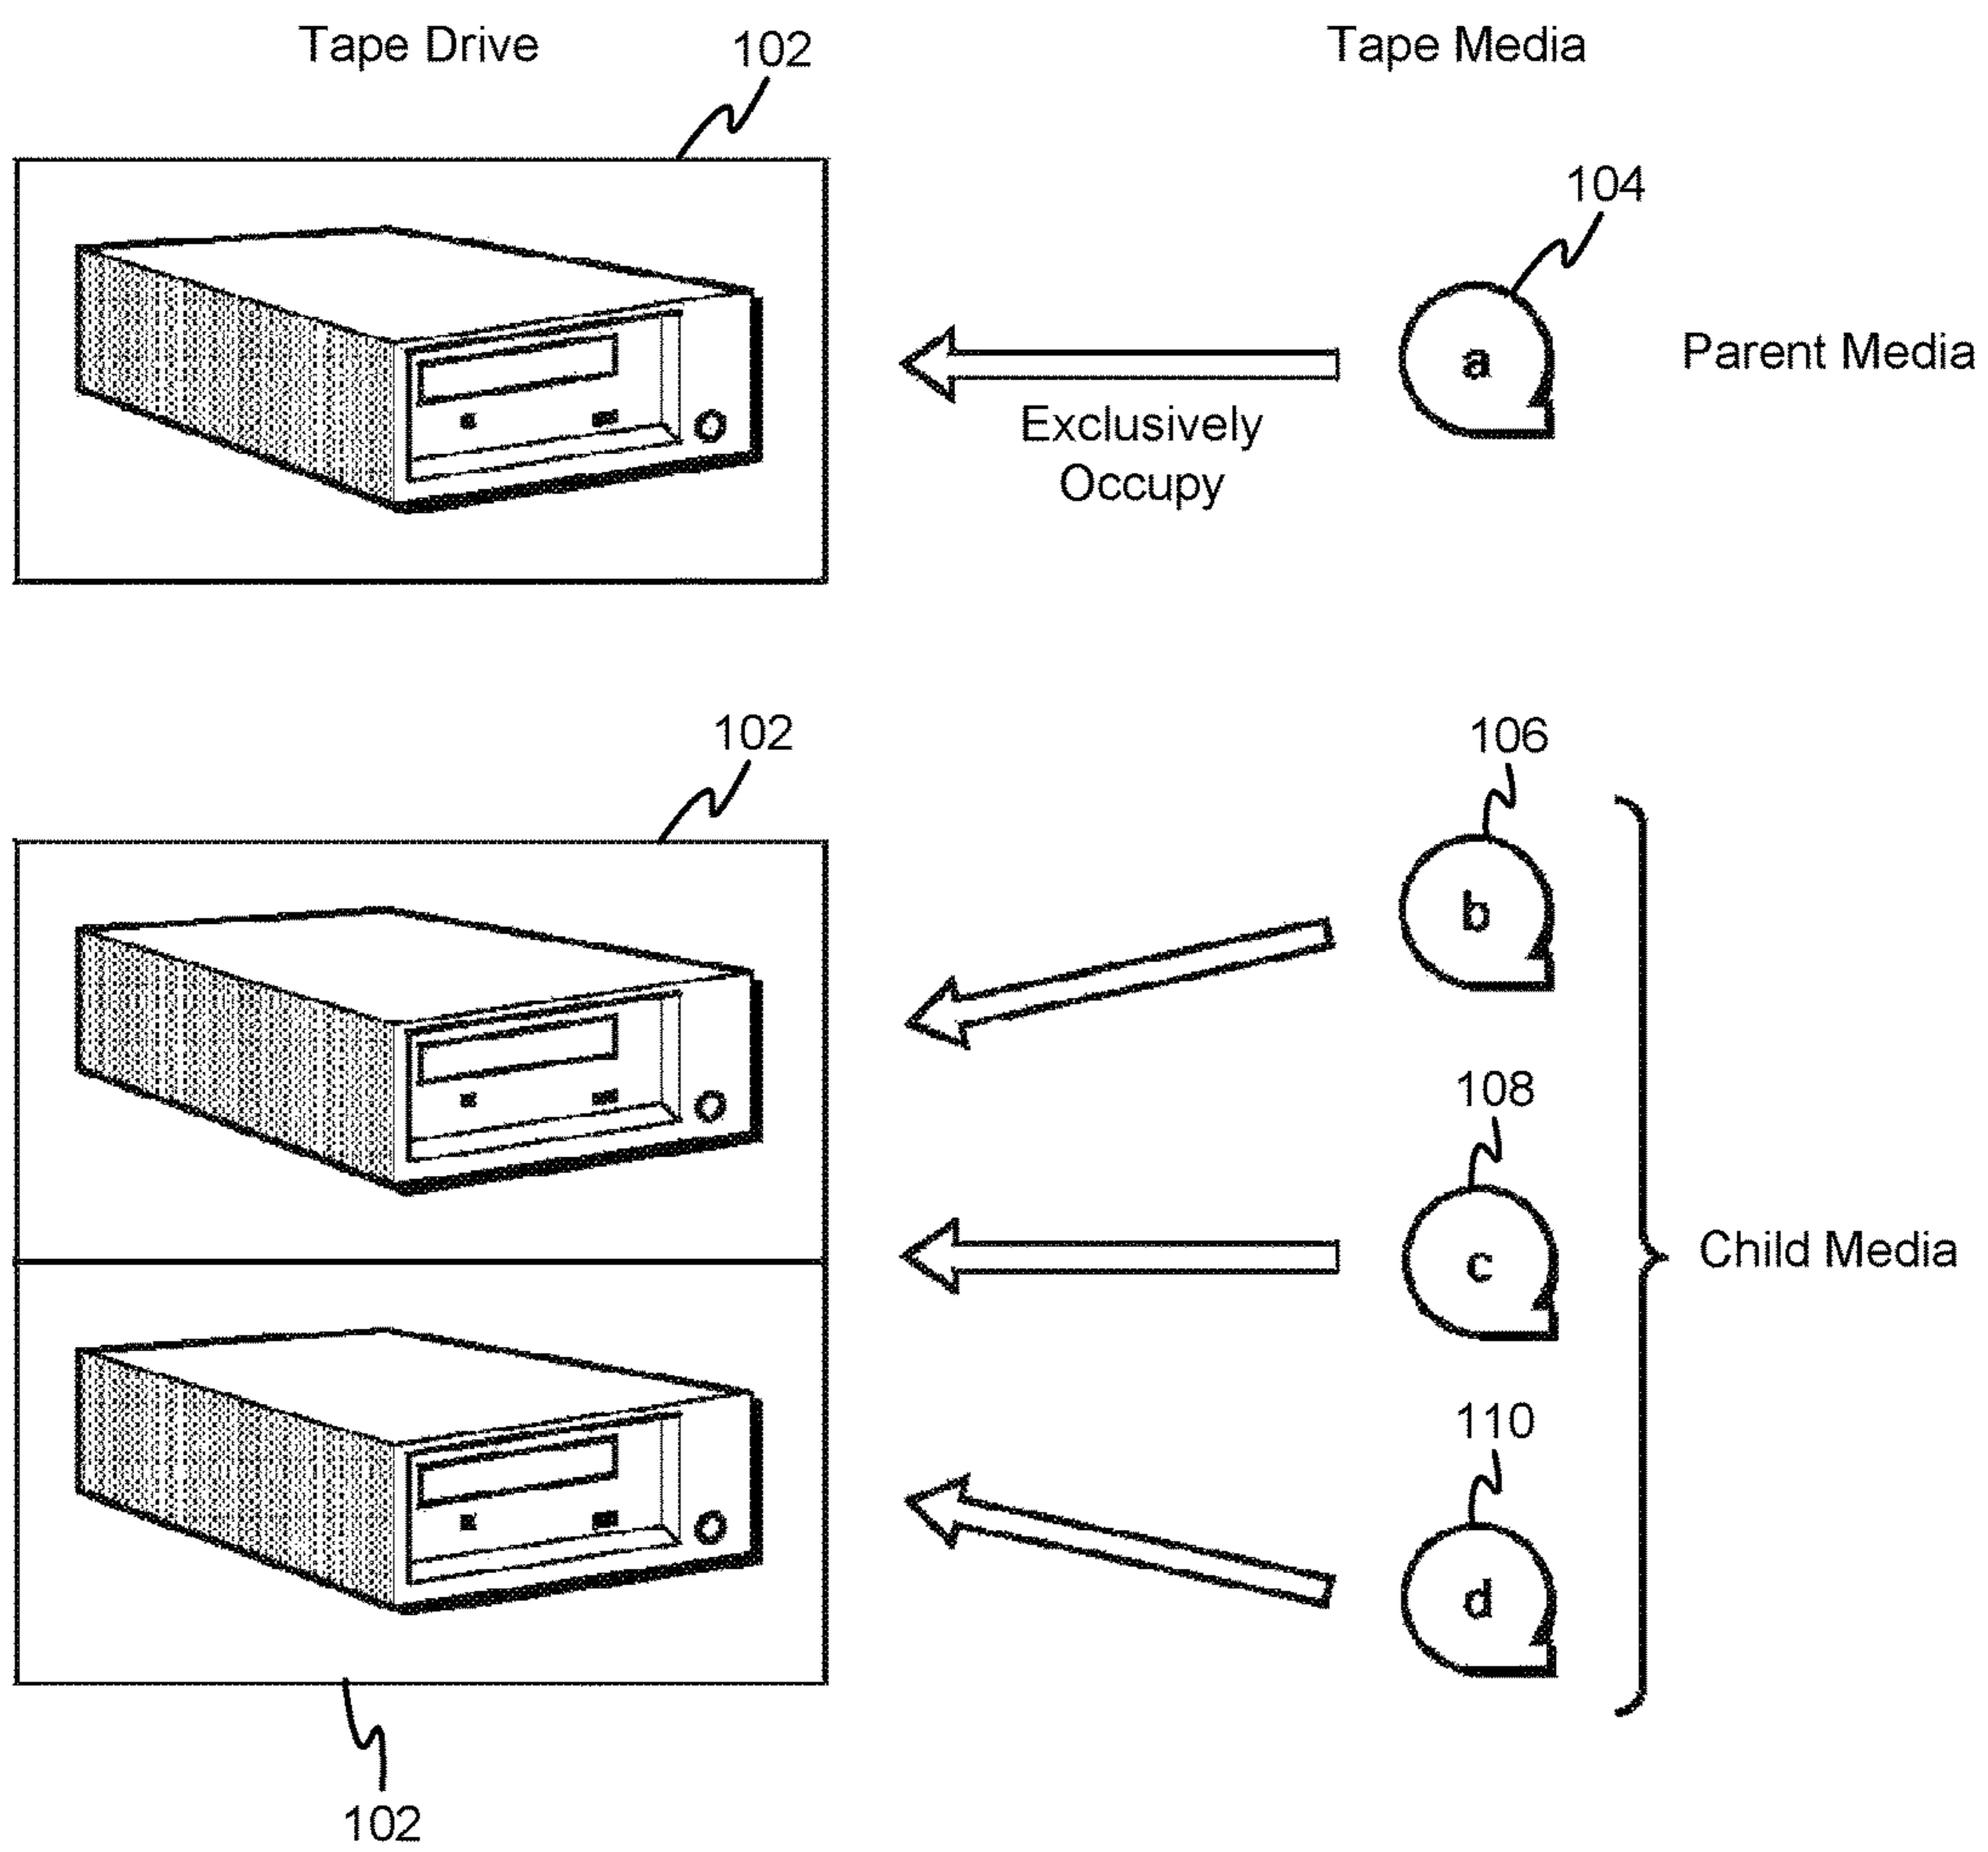 Tape Drive
102
Tape Media
104
a
Parent Media
Exclusively
Occupy
102
106
b
108
c
Child Media
110
d
102